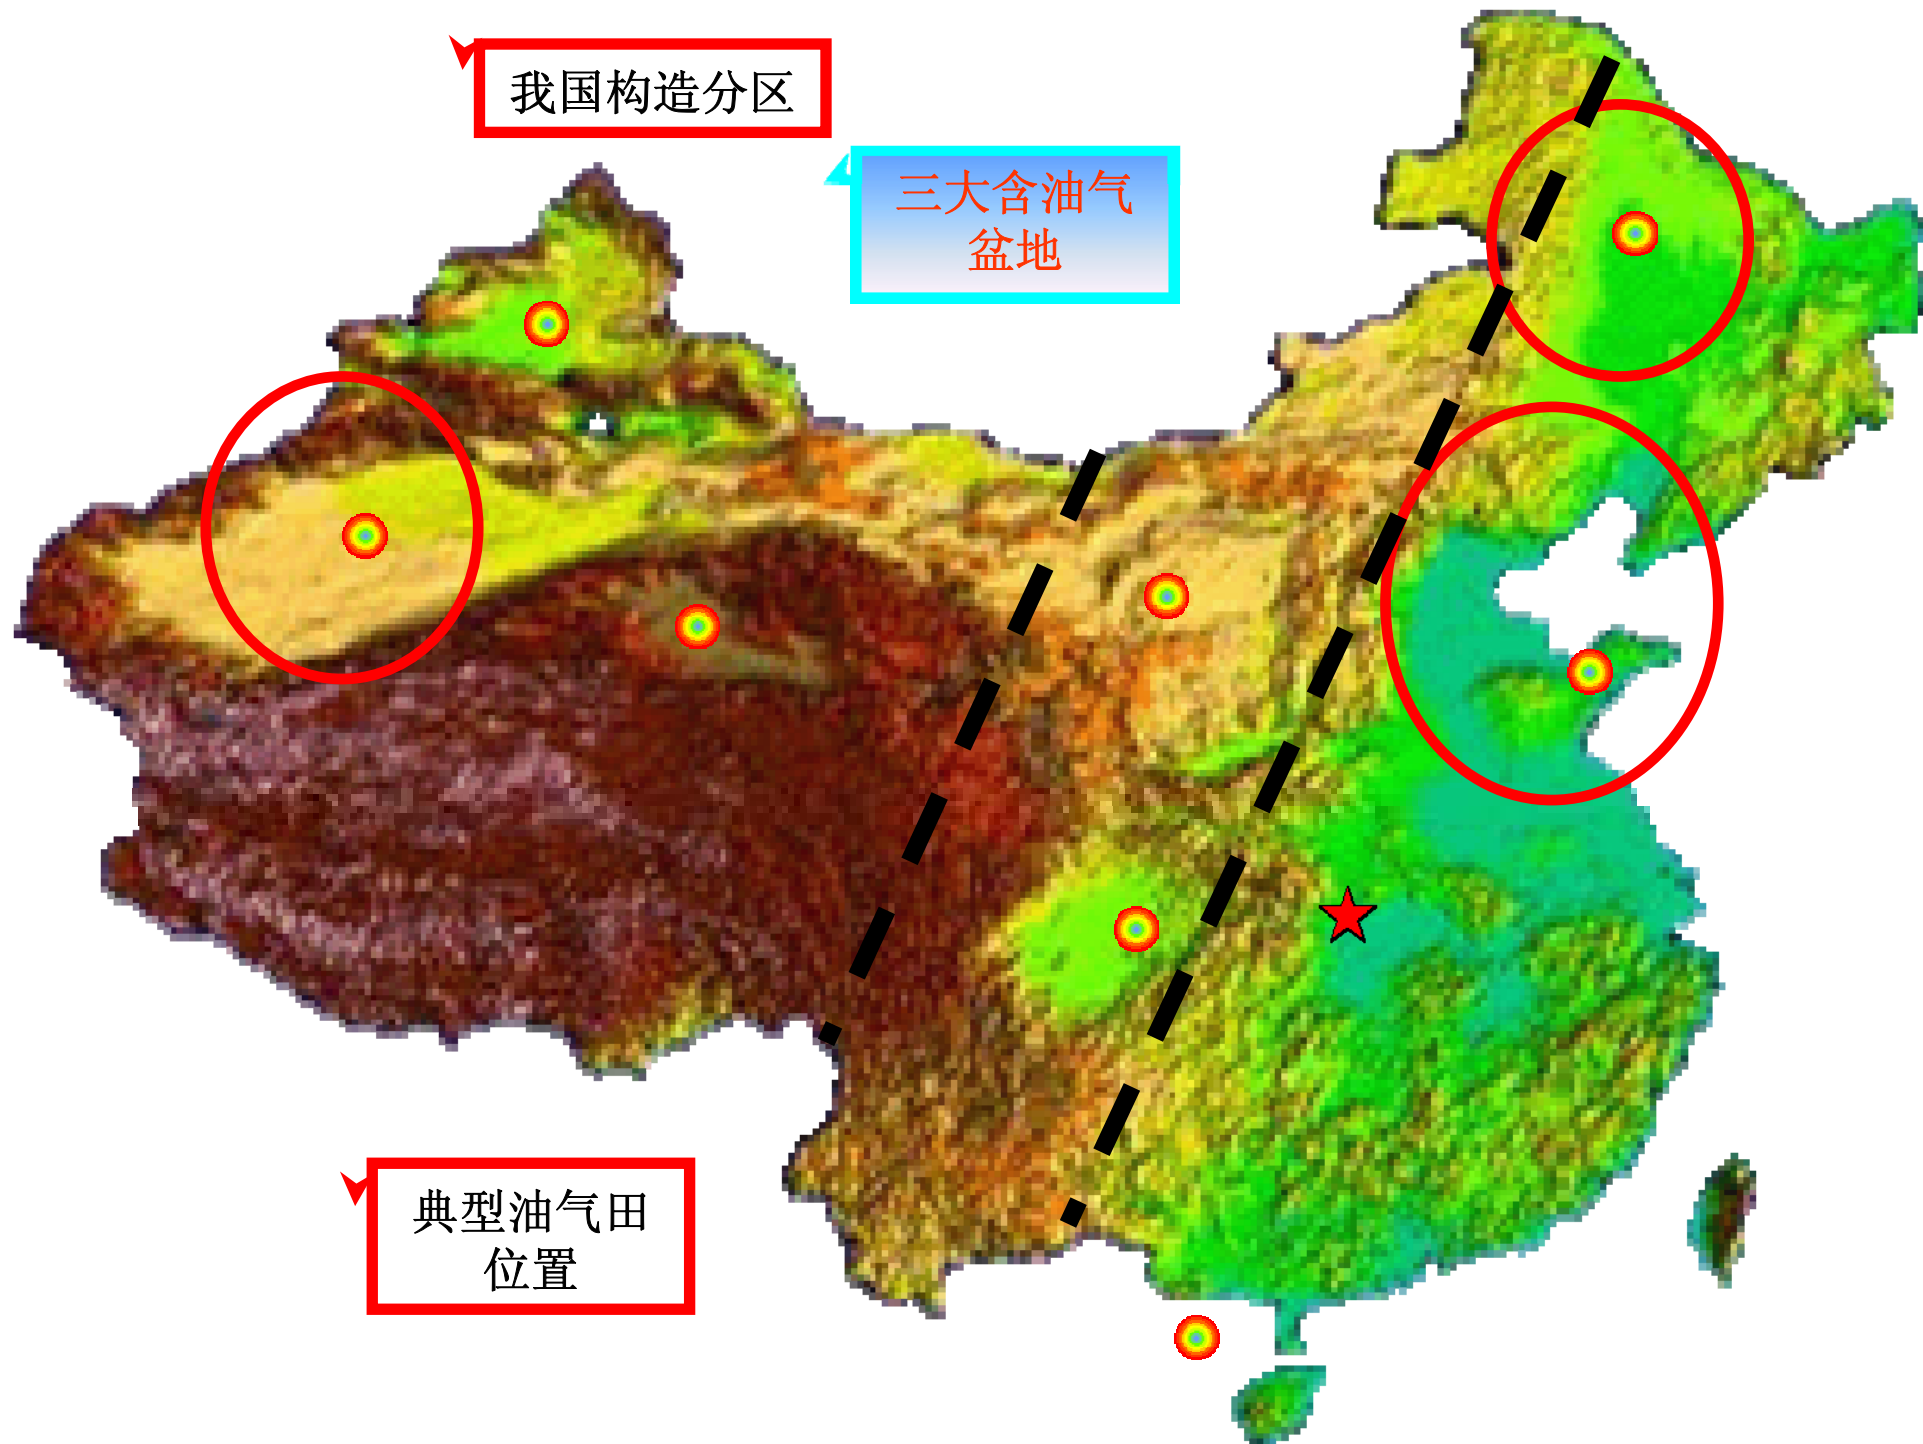 我国构造分区
三大含油气
盆地
典型油气田
位置